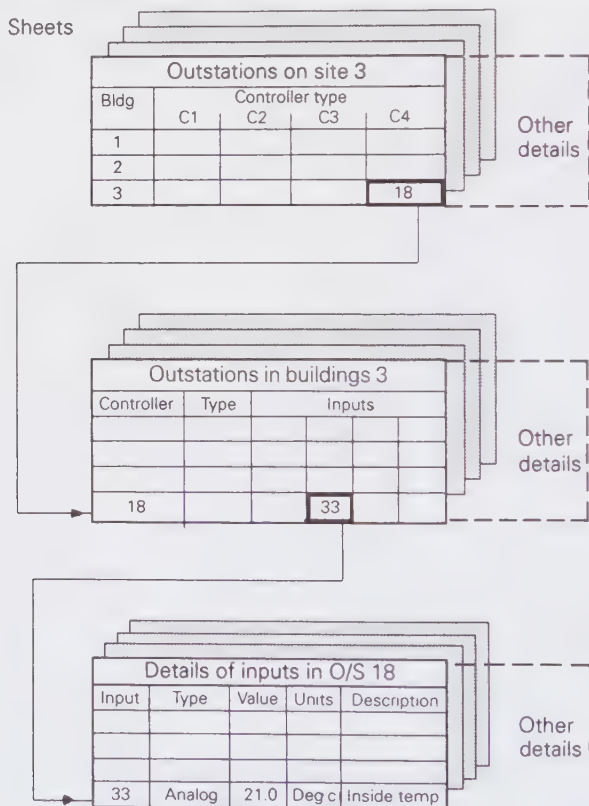 Sheets
Outstations on site 3
Bldg Controller type
C1 C2 C3 C4
1
2
3 18
Other
details
Outstations in buildings 3
Controller Type Inputs
18 33
Other
details
Details of inputs in O/S 18
Input Type Value Units Description
33 Analog 21.0 Deg c Inside temp
Other
details